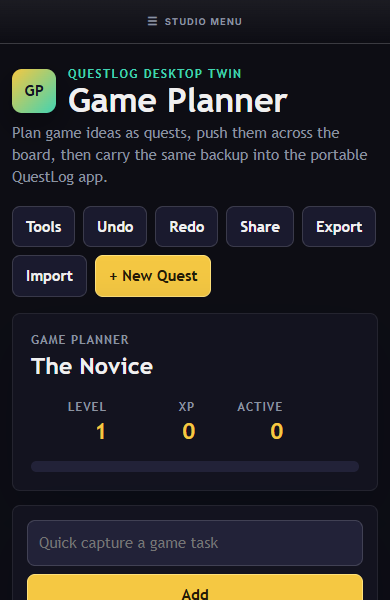 ☰ STUDIO MENU
GP
QUESTLOG DESKTOP TWIN
Game Planner
Plan game ideas as quests, push them across the
board, then carry the same backup into the portable
QuestLog app.
Tools Undo Redo Share Export
Import + New Quest
GAME PLANNER
The Novice
LEVEL XP ACTIVE
1 0 0
Quick capture a game task
Add